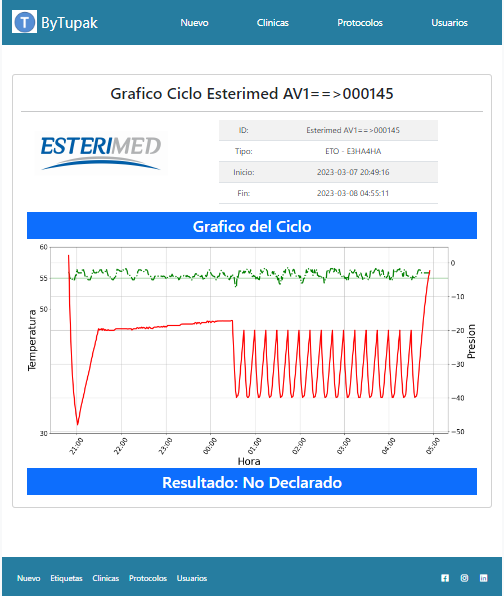 T ByTupak Nuevo Clinicas Protocolos Usuarios
Grafico Ciclo Esterimed AV1==>000145
ESTERIMED
ID: Esterimed AV1==>000145
Tipo: ETO - E3HA4HA
Inicio: 2023-03-07 20:49:16
Fin: 2023-03-08 04:55:11
Grafico del Ciclo
60
55
50
30
Temperatura
0
−10
−20
−30
−40
−50
Presion
21:00 22:00 23:00 00:00 01:00 02:00 03:00 04:00 05:00
Hora
Resultado: No Declarado
Nuevo Etiquetas Clinicas Protocolos Usuarios